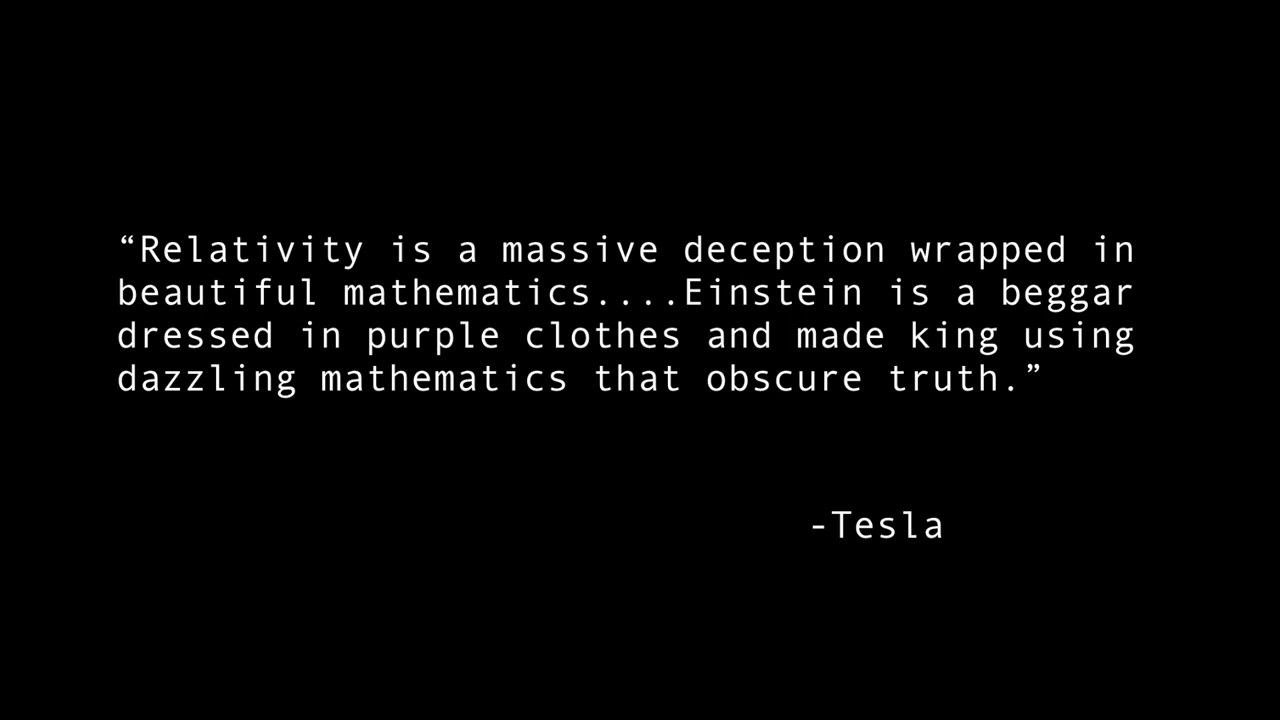 “Relativity is a massive deception wrapped in
beautiful mathematics....Einstein is a beggar
dressed in purple clothes and made king using
dazzling mathematics that obscure truth.”
-Tesla